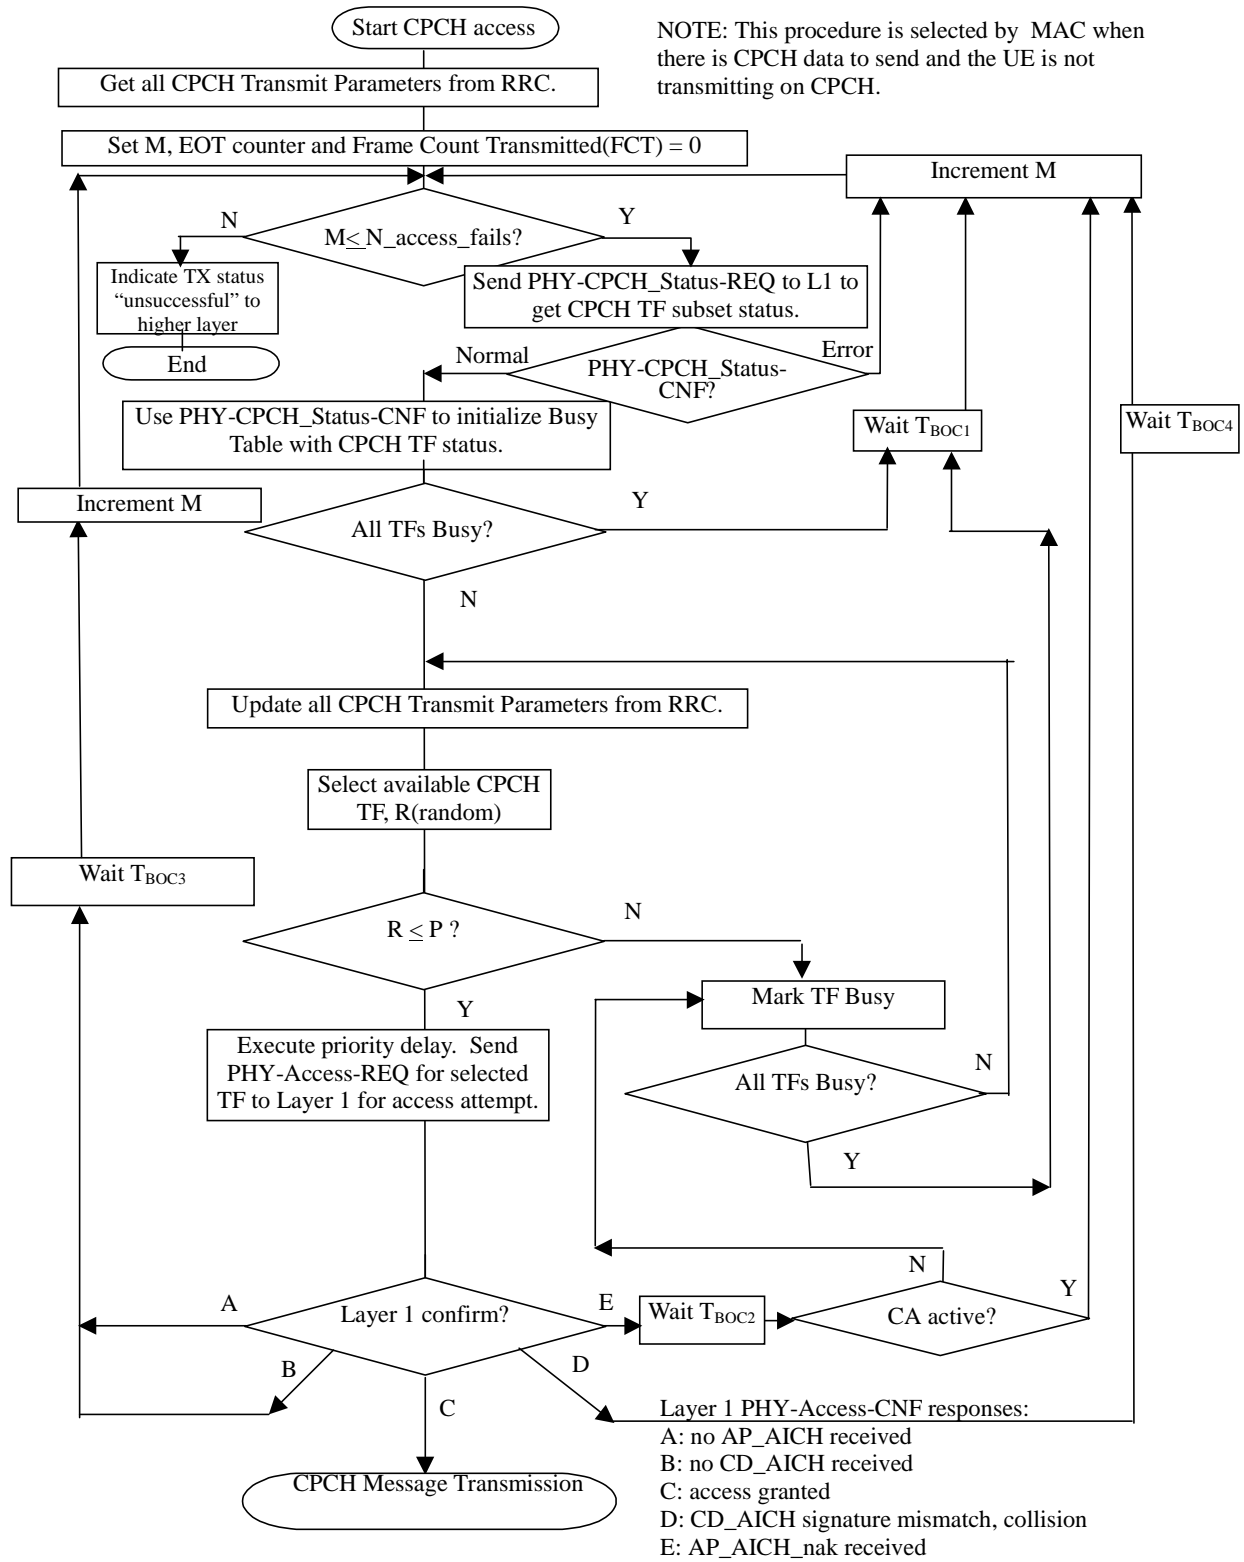 Start CPCH access
NOTE: This procedure is selected by MAC when
there is CPCH data to send and the UE is not
transmitting on CPCH.
Get all CPCH Transmit Parameters from RRC.
Set M, EOT counter and Frame Count Transmitted(FCT) = 0
Increment M
N
Y
M≤ N_access_fails?
Indicate TX status
“unsuccessful” to
higher layer
End
Send PHY-CPCH_Status-REQ to L1 to
get CPCH TF subset status.
Normal
Error
PHY-CPCH_Status-
CNF?
Use PHY-CPCH_Status-CNF to initialize Busy
Table with CPCH TF status.
Wait TBOC1
Wait TBOC4
Increment M
Y
All TFs Busy?
N
Update all CPCH Transmit Parameters from RRC.
Select available CPCH
TF, R(random)
Wait TBOC3
R ≤ P ?
N
Y
Mark TF Busy
Execute priority delay. Send
PHY-Access-REQ for selected
TF to Layer 1 for access attempt.
All TFs Busy?
N
Y
N
Y
A
Layer 1 confirm?
E
Wait TBOC2
CA active?
B
D
C
CPCH Message Transmission
Layer 1 PHY-Access-CNF responses:
A: no AP_AICH received
B: no CD_AICH received
C: access granted
D: CD_AICH signature mismatch, collision
E: AP_AICH_nak received